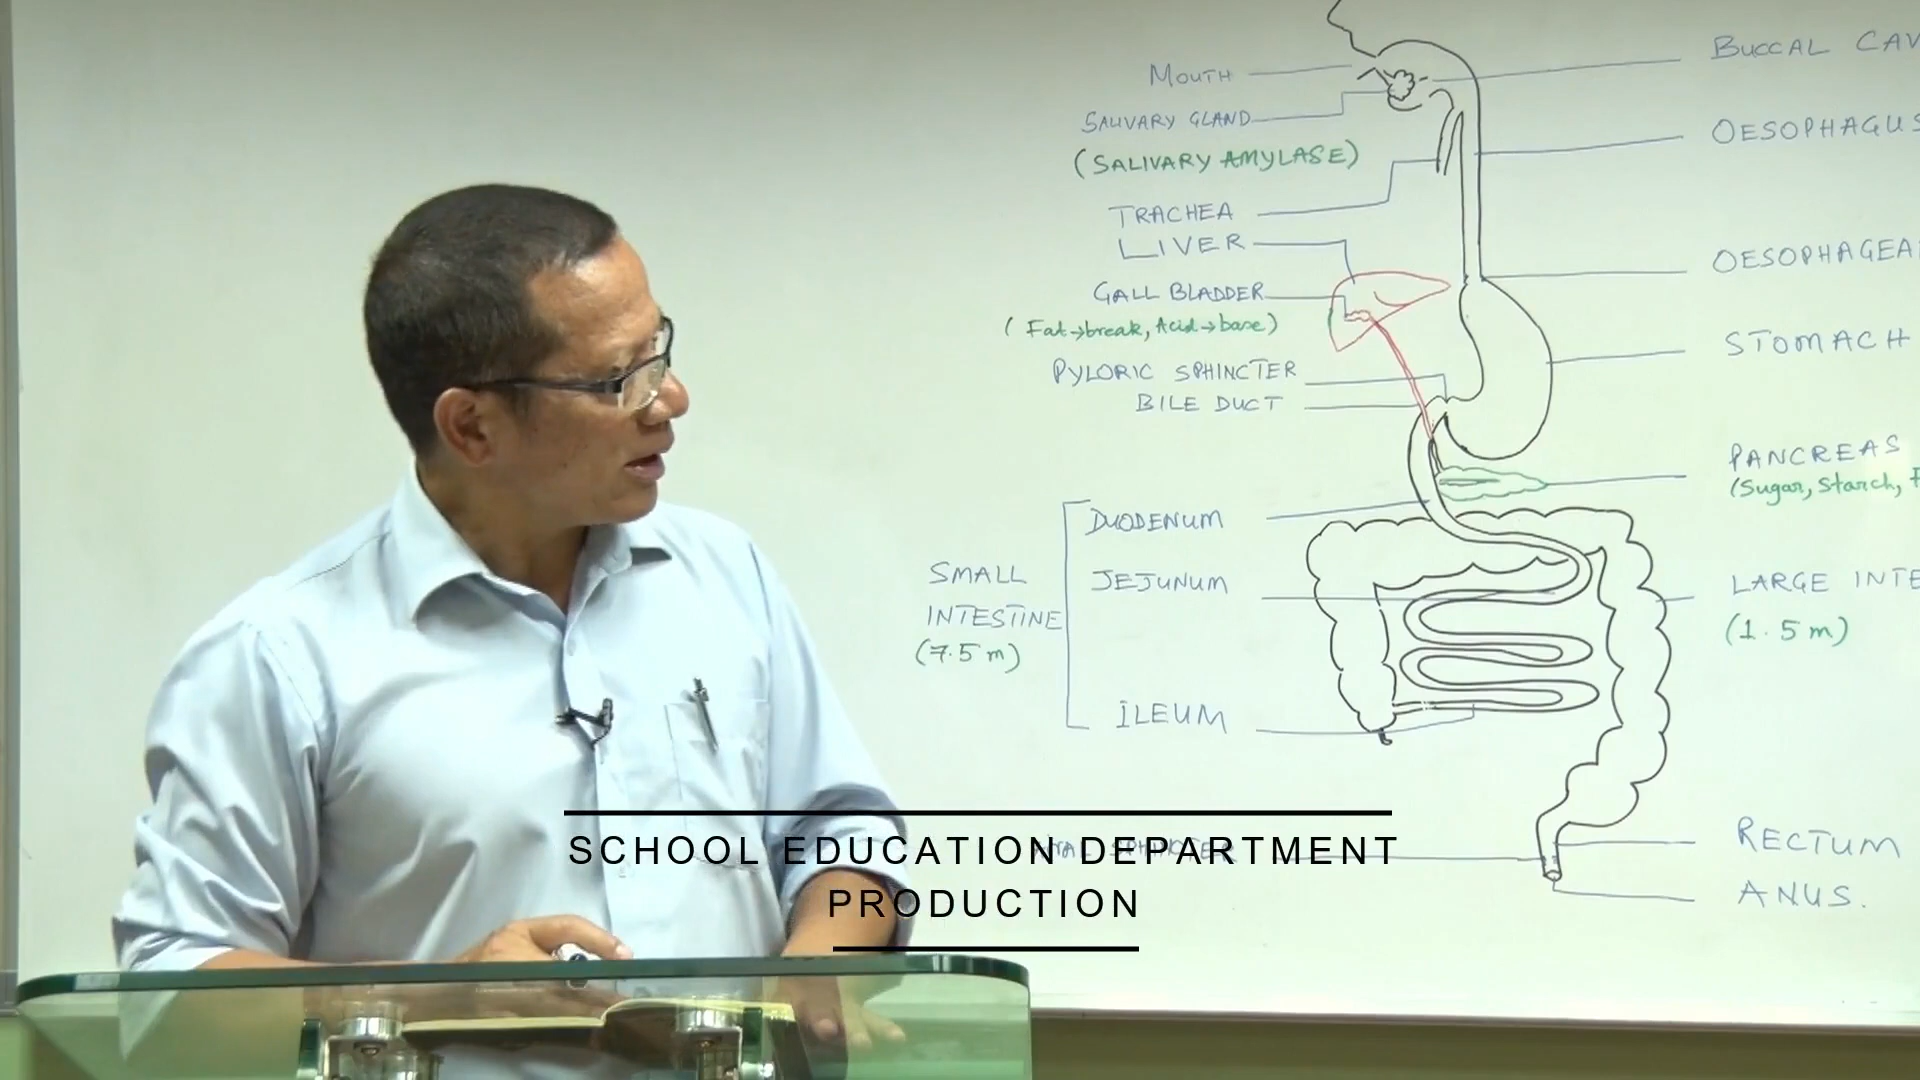 MOUTH
SALIVARY GLAND
(SALIVARY AMYLASE)
TRACHEA
LIVER
GALL BLADDER
( Fat→break, Acid→base)
PYLORIC SPHINCTER
BILE DUCT
DUODENUM
JEJUNUM
ILEUM
SMALL
INTESTINE
(7.5 m)
BUCCAL CAV
OESOPHAGUS
OESOPHAGEA
STOMACH
PANCREAS
(Sugar, Starch,
LARGE INTE
(1.5 m)
RECTUM
ANUS.
SPHINCTER
SCHOOL EDUCATION DEPARTMENT
PRODUCTION